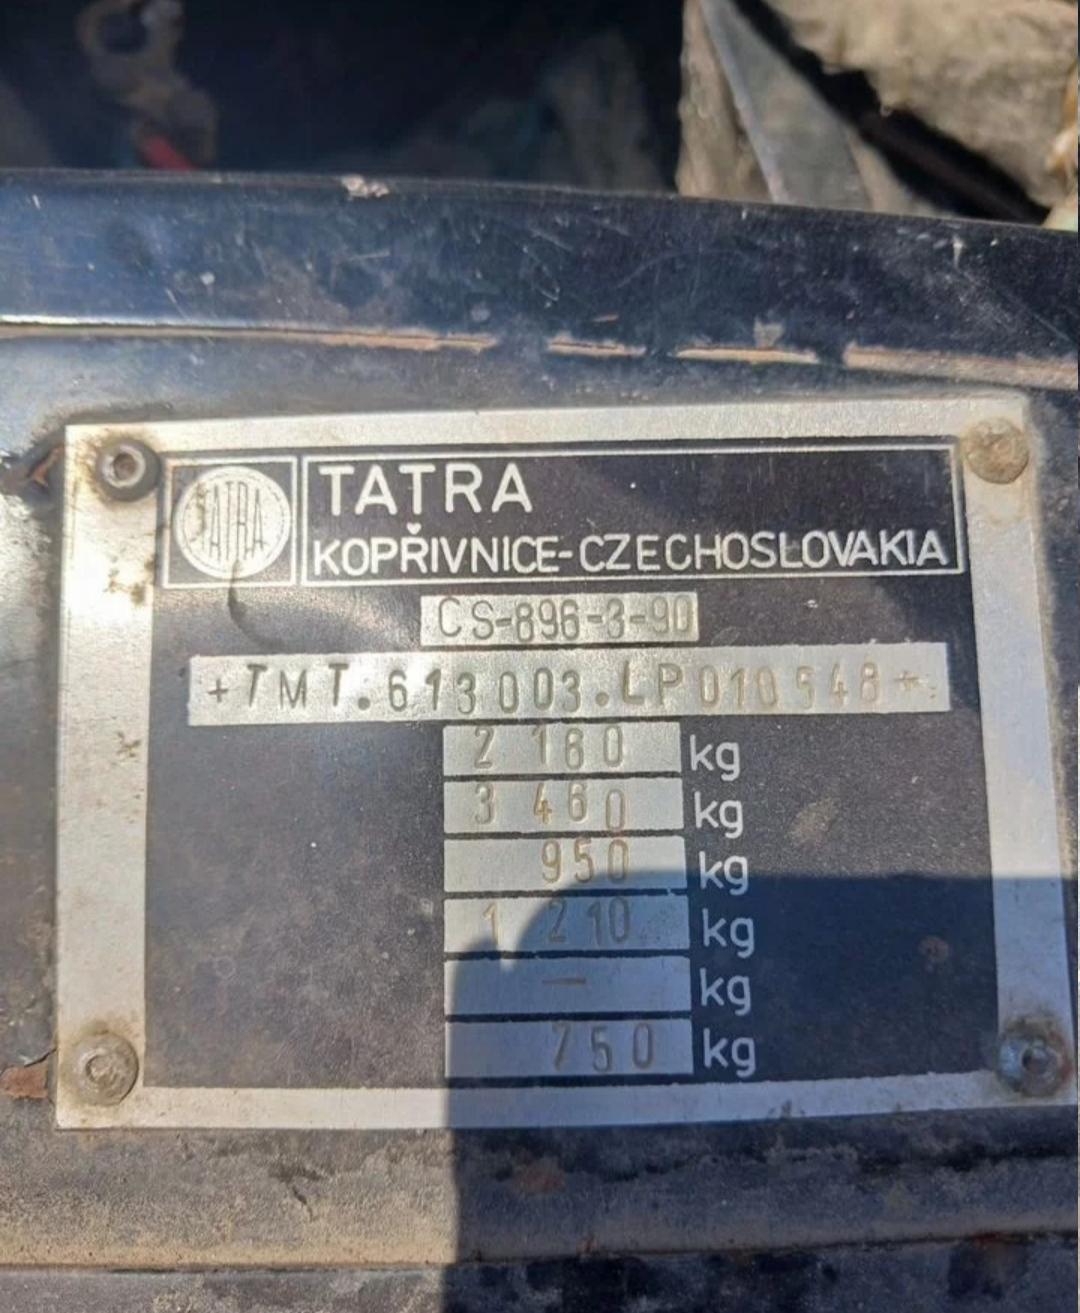 TATRA
TATRA
KOPŘIVNICE-CZECHOSLOVAKIA
CS-896-3-90
+TMT.613003.LP010548+
2 160 kg
3 460 kg
950 kg
1 210 kg
— kg
750 kg